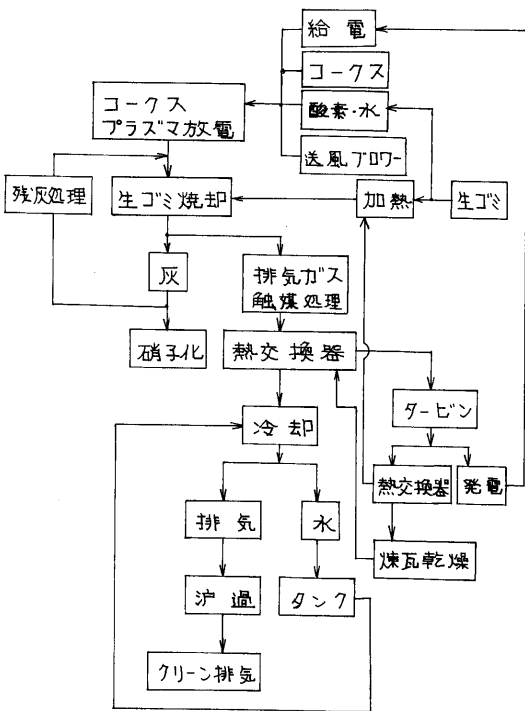 給電
コークス
コークス
プラズマ放電
酸素・水
送風ブロワー
残灰処理
生ゴミ焼却
加熱
生ゴミ
灰
排気ガス
触媒処理
硝子化
熱交換器
タービン
冷却
熱交換器
発電
排気
水
煉瓦乾燥
沪過
タンク
クリーン排気